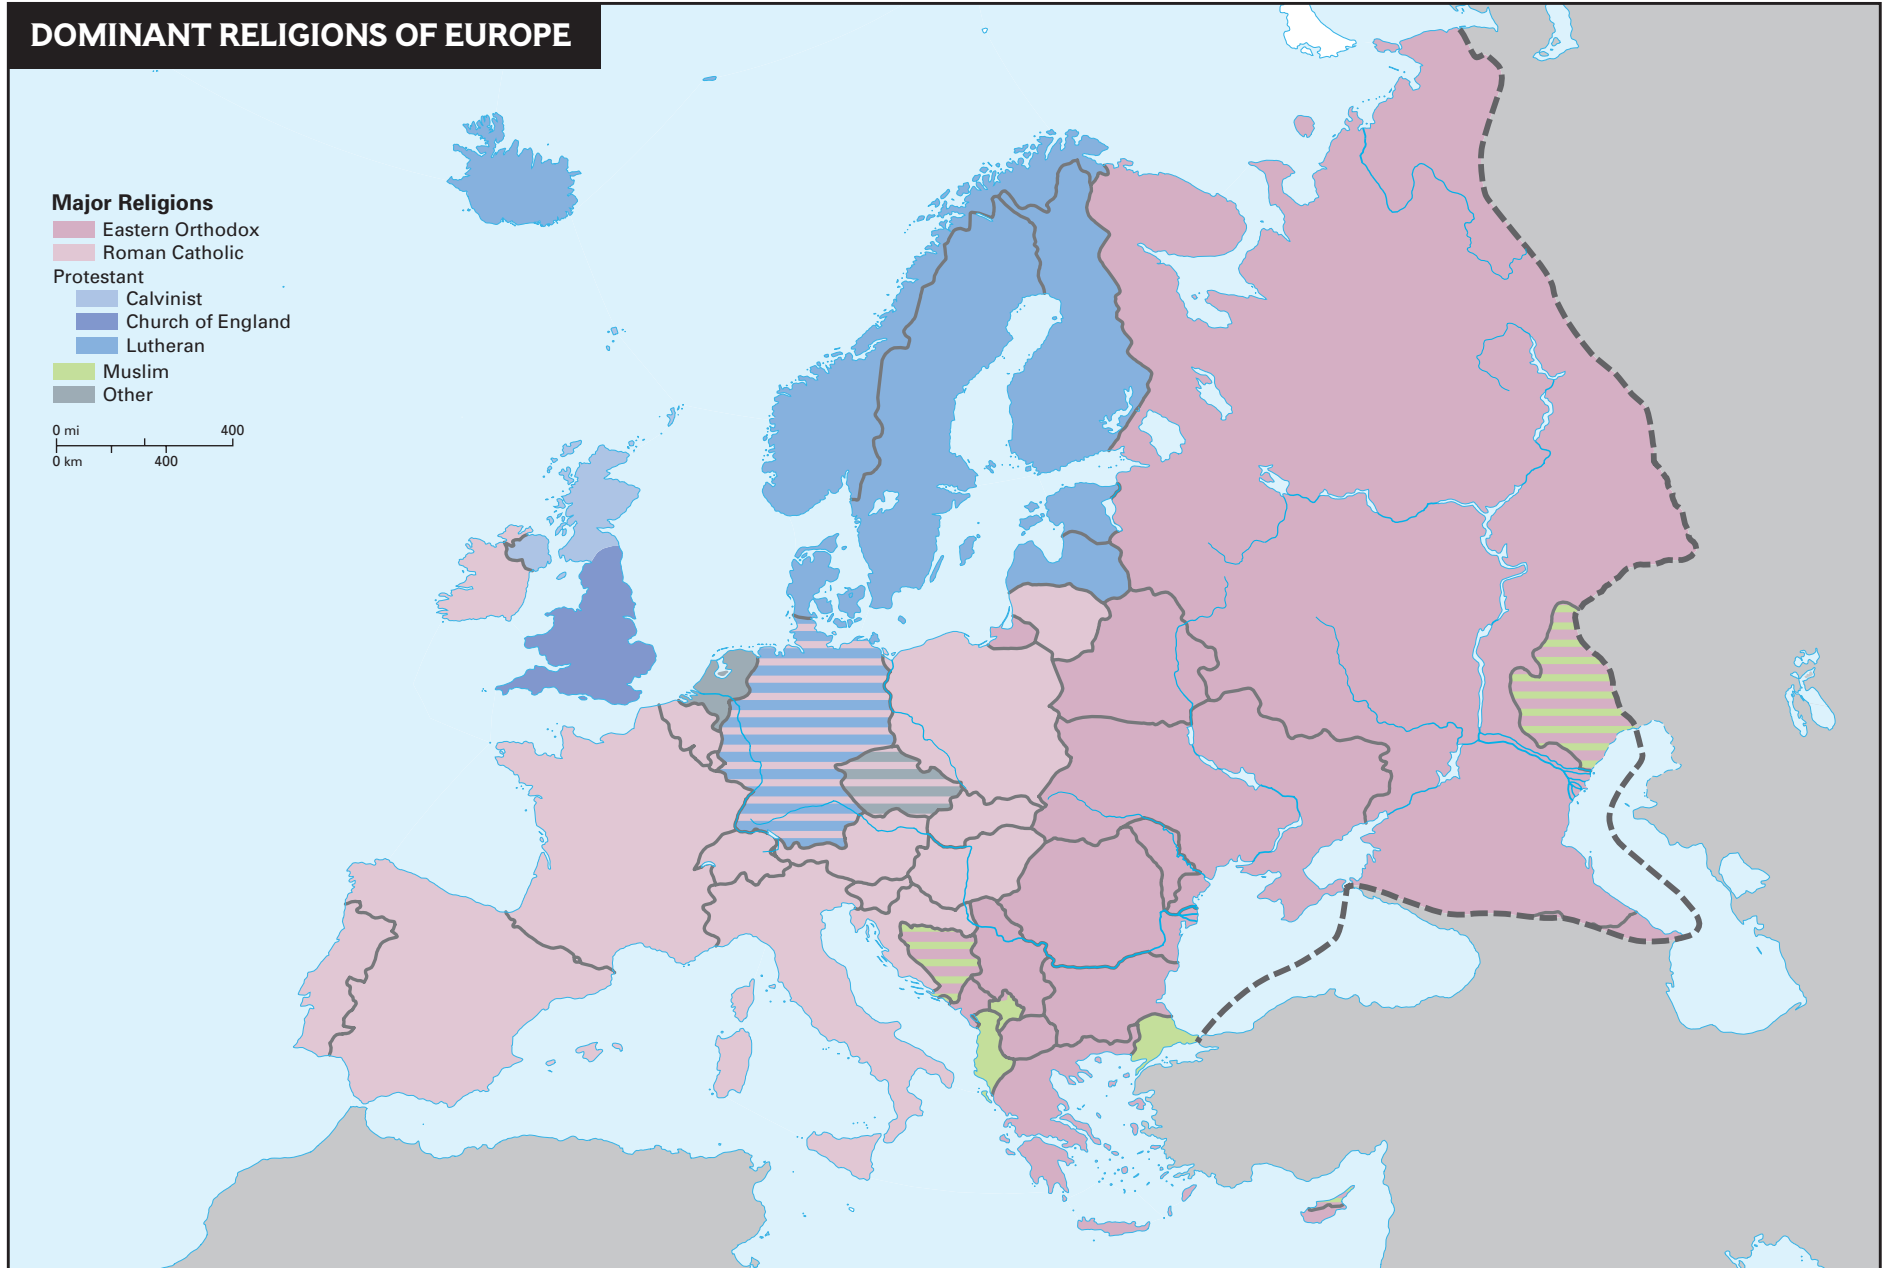 DOMINANT RELIGIONS OF EUROPE
Major Religions
Eastern Orthodox
Roman Catholic
Protestant
Calvinist
Church of England
Lutheran
Muslim
Other
0 mi 400
0 km 400